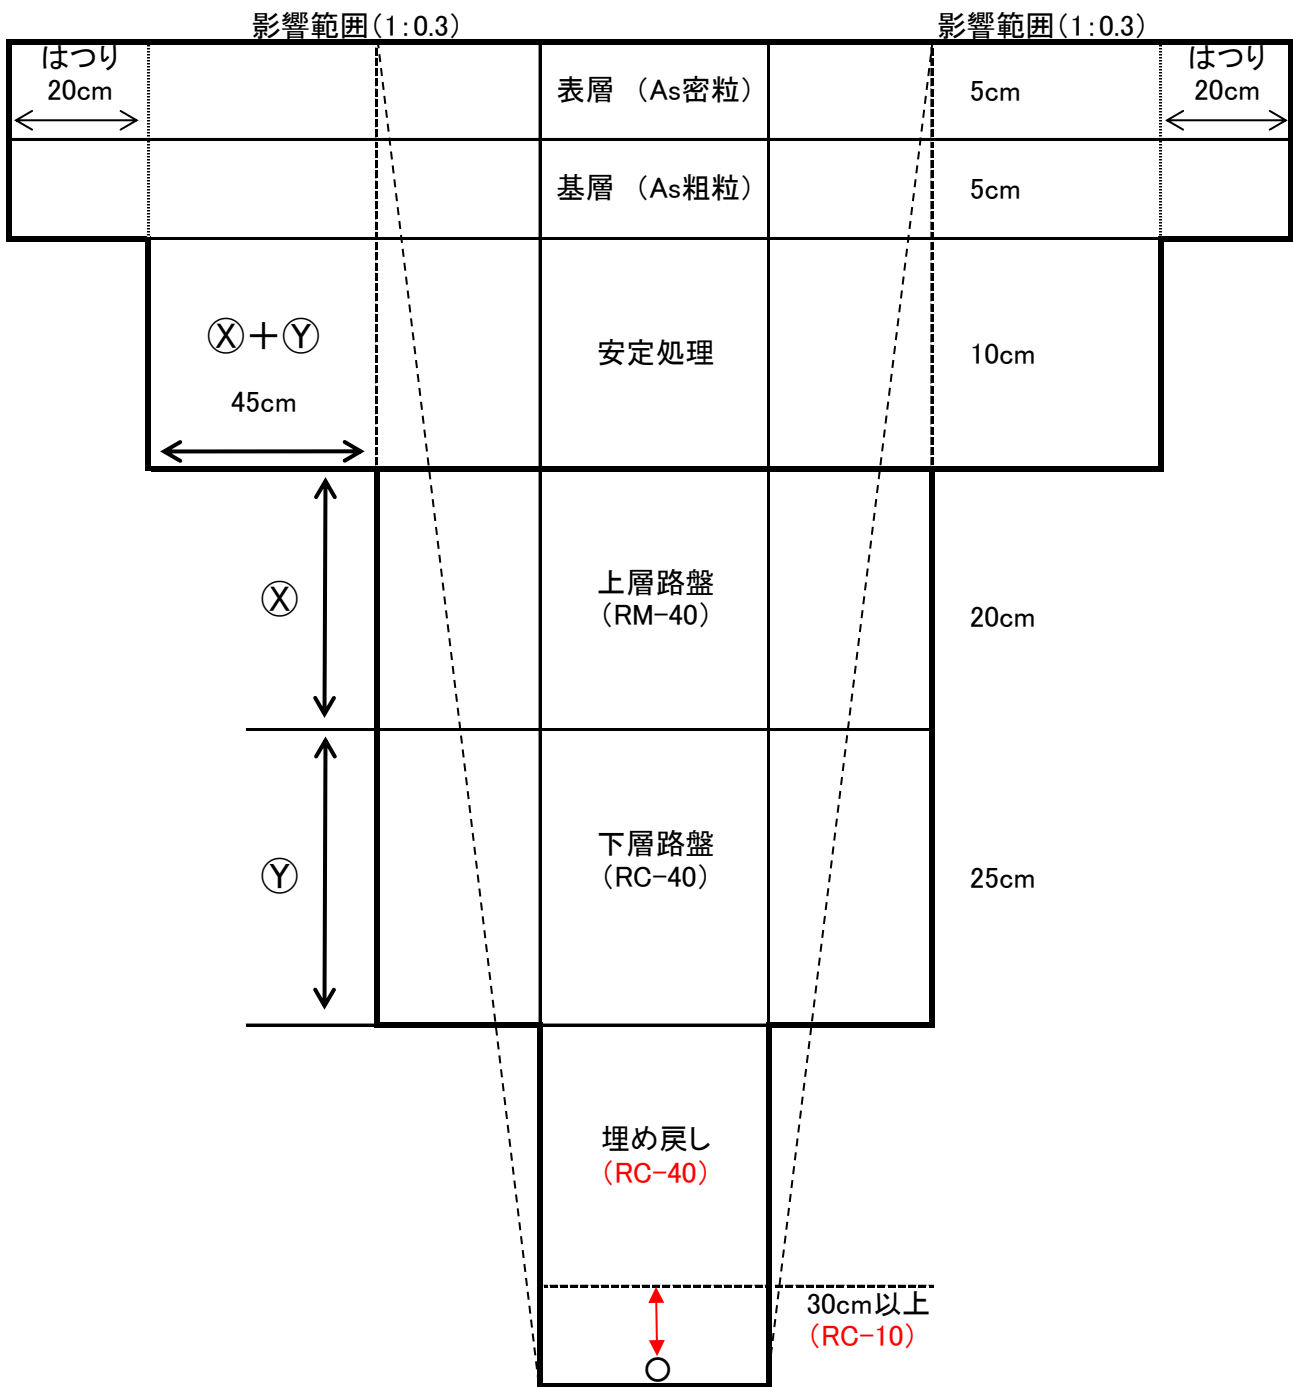 影響範囲（1：0.3）
影響範囲（1：0.3）
はつり
20cm
表層　（As密粒）
5cm
はつり
20cm
基層　（As粗粒）
5cm
Ⓧ＋Ⓨ
45cm
安定処理
10cm
Ⓧ
上層路盤
（RM-40）
20cm
Ⓨ
下層路盤
（RC-40）
25cm
埋め戻し
（RC-40）
30cm以上
（RC-10）